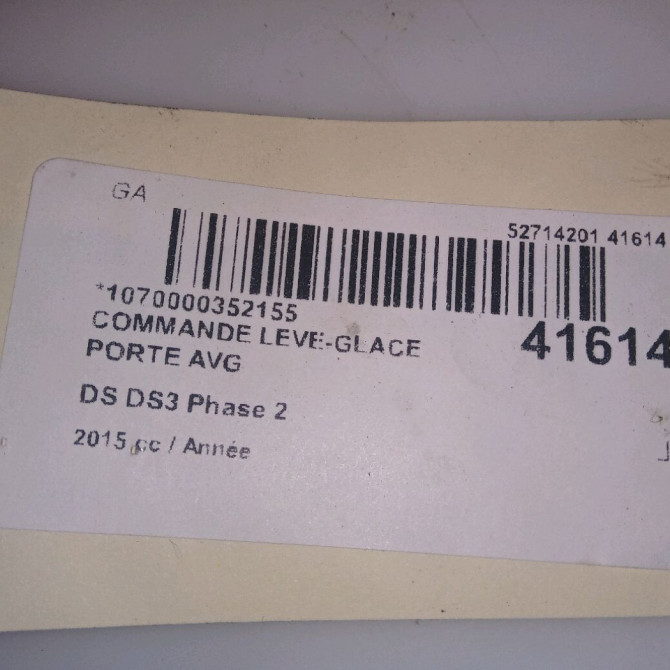 GA
52714201 41614
*1070000352155
COMMANDE LEVE-GLACE
41614
PORTE AVG
DS DS3 Phase 2
2015 cc / Année